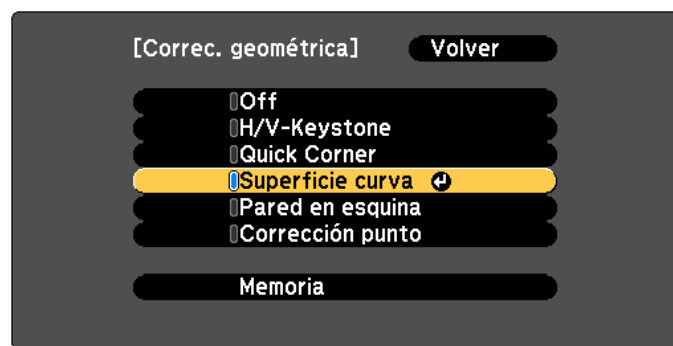 [Correc. geométrica] Volver
Off
H/V-Keystone
Quick Corner
Superficie curva
Pared en esquina
Corrección punto
Memoria